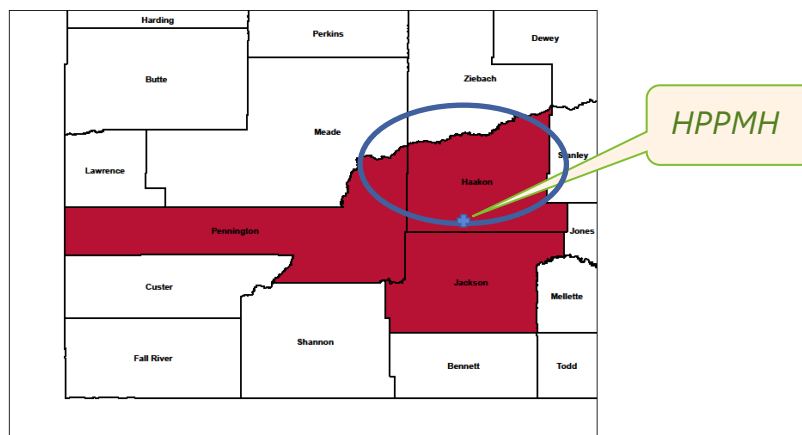 Harding
Perkins
Dewey
Butte
Ziebach
Meade
HPPMH
Lawrence
Stanley
Haakon
Pennington
Jones
Custer
Jackson
Mellette
Shannon
Fall River
Bennett
Todd